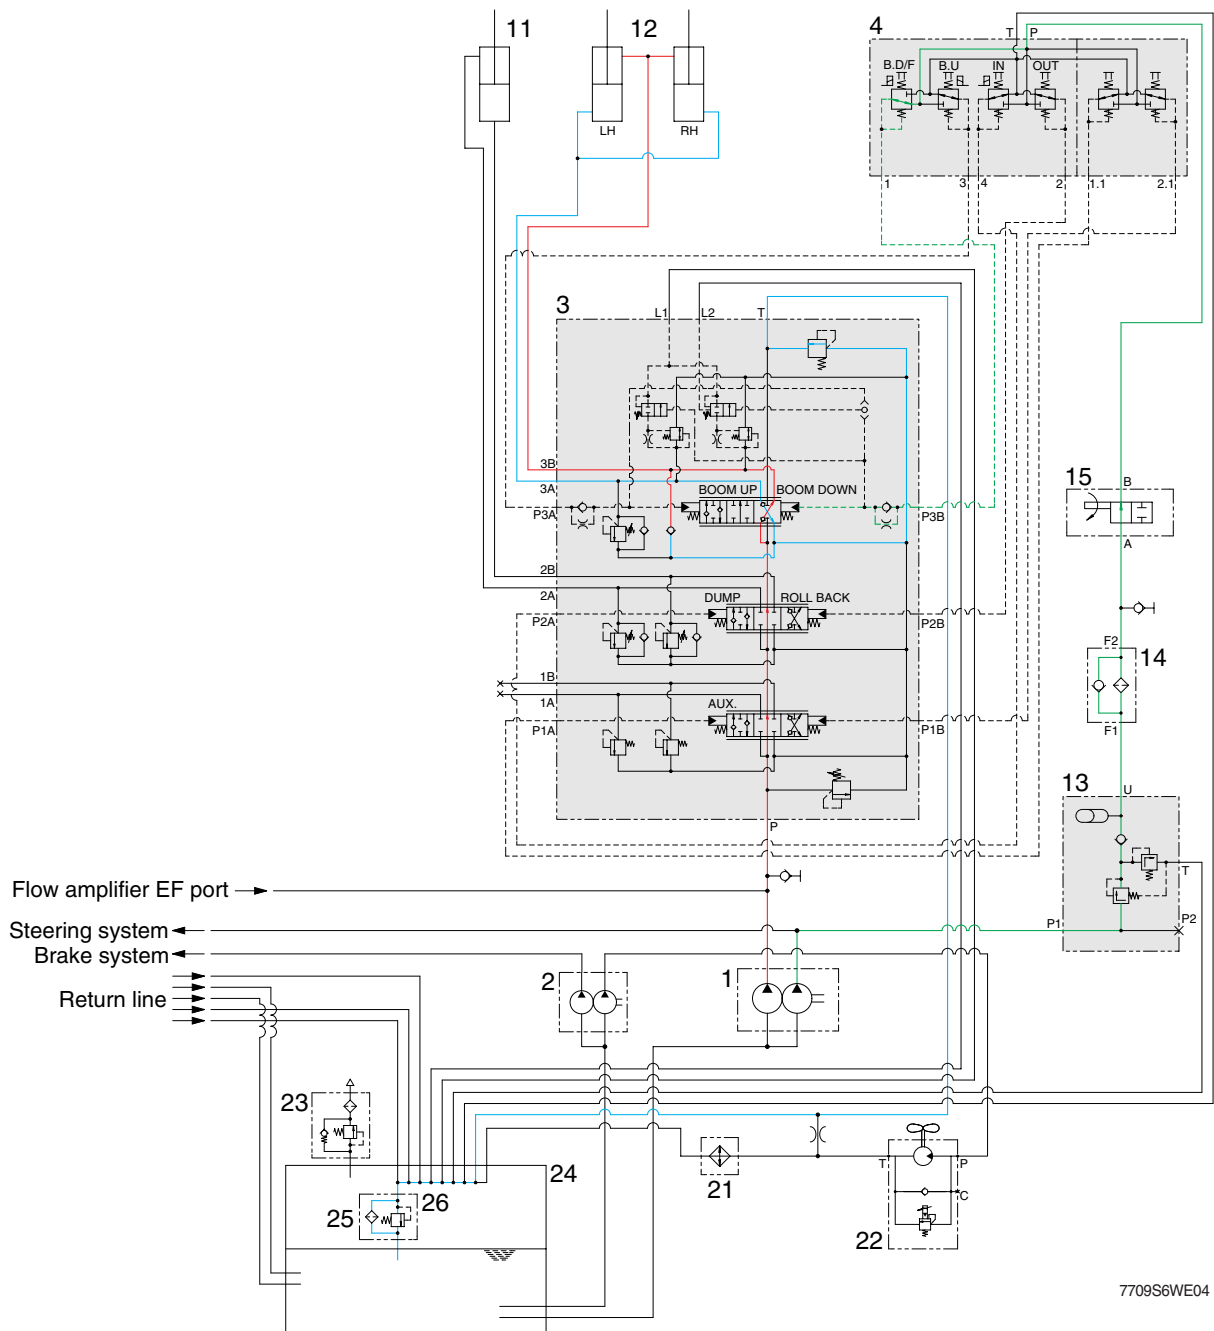 11
12
4
T P
B.D/F B.U IN OUT
LH RH
1 3 4 2 1.1 2.1
3
L1 L2 T
15
B
A
3B
3A
BOOM UP BOOM DOWN
P3A P3B
2B
2A
DUMP ROLL BACK
P2A P2B
F2
14
F1
1B
1A
AUX.
P1A P1B
13
U
T
P
P1 P2
Flow amplifier EF port
Steering system
Brake system
2
1
Return line
23
24
T P
C
21
26
25
22
7709S6WE04